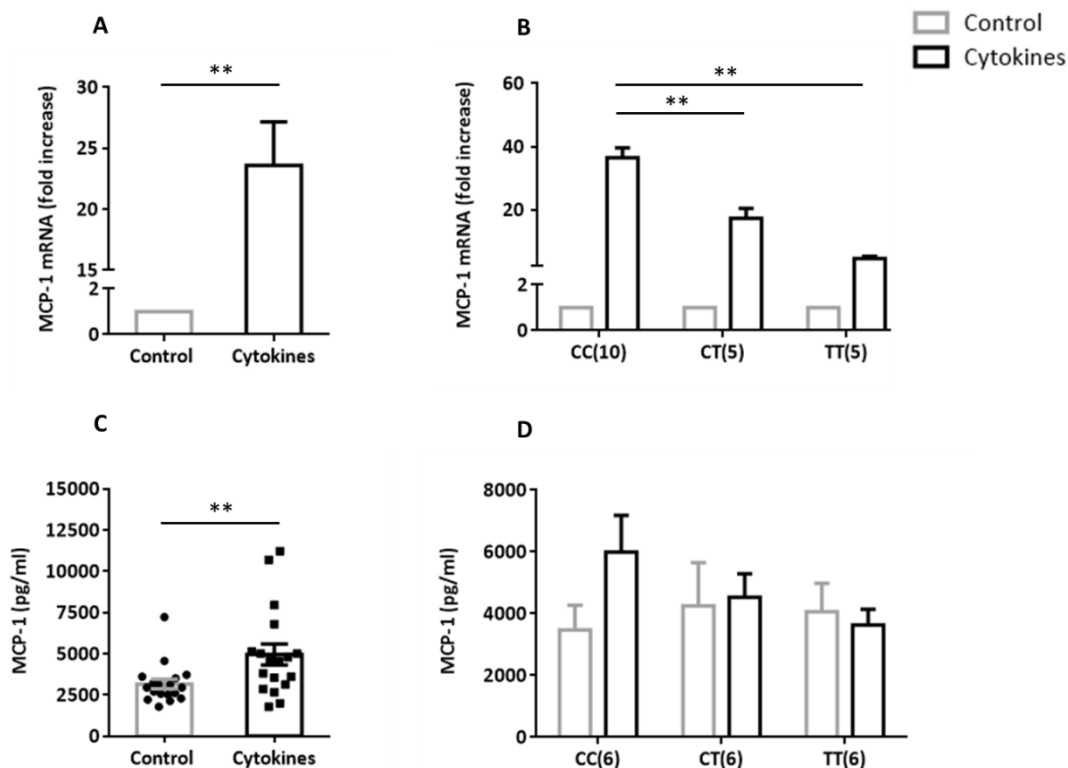 Control
Cytokines
A
**
MCP-1 mRNA (fold increase)
30
25
20
15
2
0
Control
Cytokines
B
**
**
MCP-1 mRNA (fold increase)
60
40
20
2
0
CC(10)
CT(5)
TT(5)
C
**
MCP-1 (pg/ml)
15000
12500
10000
7500
5000
2500
0
Control
Cytokines
D
MCP-1 (pg/ml)
8000
6000
4000
2000
0
CC(6)
CT(6)
TT(6)